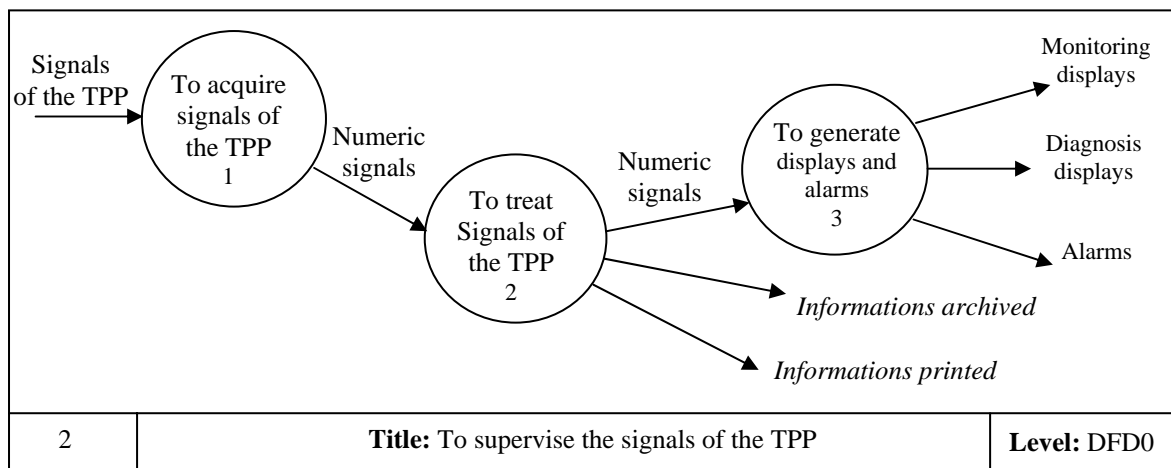 Signals
of the TPP
To acquire
signals of
the TPP
1
Numeric
signals
To treat
Signals of
the TPP
2
Numeric
signals
To generate
displays and
alarms
3
Monitoring
displays
Diagnosis
displays
Alarms
Informations archived
Informations printed
2
Title: To supervise the signals of the TPP
Level: DFD0